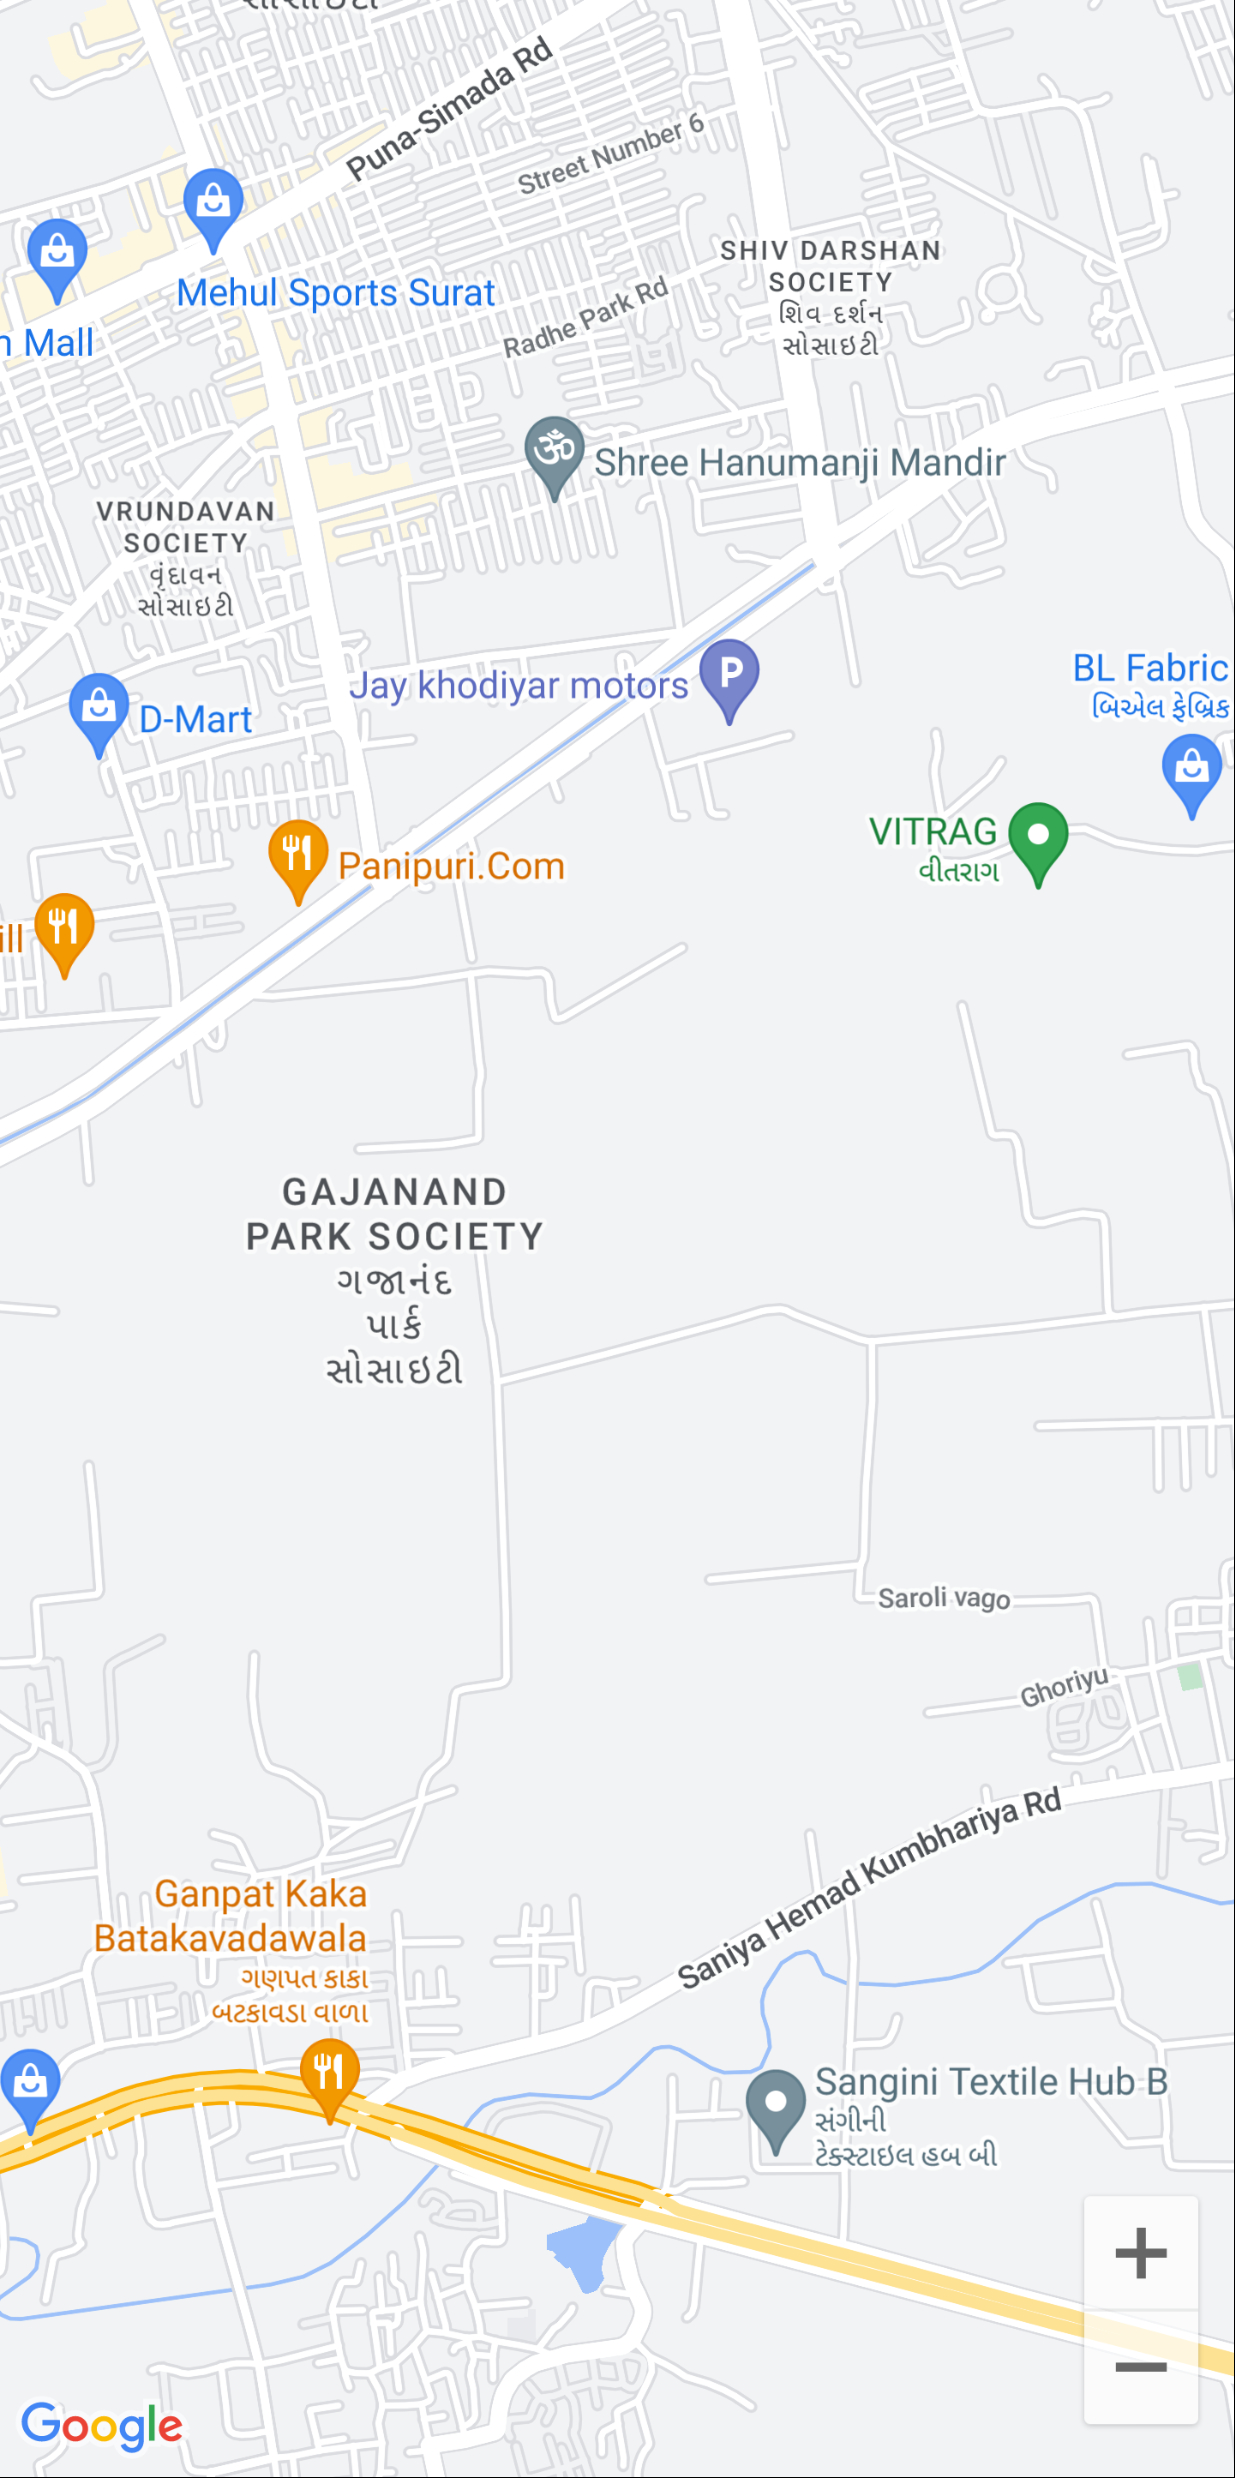 Puna-Simada Rd
Street Number 6
Mehul Sports Surat
Mall
SHIV DARSHAN
SOCIETY
શિવ દર્શન
સોસાઇટી
Radhe Park Rd
Shree Hanumanji Mandir
VRUNDAVAN
SOCIETY
વૃંદાવન
સોસાઇટી
Jay khodiyar motors
P
BL Fabric
બિએલ ફેબ્રિક
D-Mart
VITRAG
વીતરાગ
Panipuri.Com
ill
GAJANAND
PARK SOCIETY
ગજાનંદ
પાર્ક
સોસાઇટી
Saroli vago
Ghoriyu
Saniya Hemad Kumbhariya Rd
Ganpat Kaka
Batakavadawala
ગણપત કાકા
બટકાવડા વાળા
Sangini Textile Hub B
સંગીની
ટેક્સ્ટાઇલ હબ બી
Google